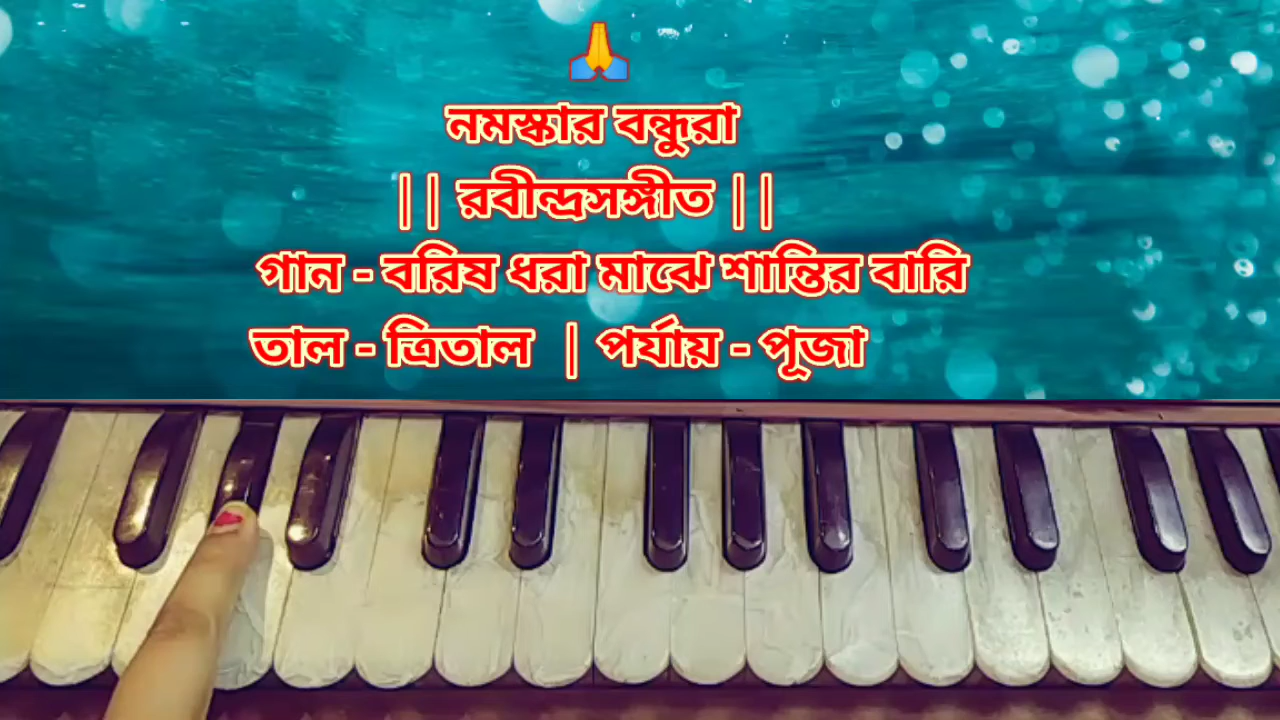 🙏
নমস্কার বন্ধুরা
|| রবীন্দ্রসঙ্গীত ||
গান - বরিষ ধরা মাঝে শান্তির বারি
তাল - ত্রিতাল | পর্যায় - পূজা